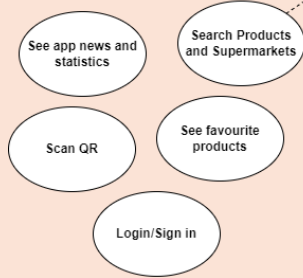 Search Products
and Supermarkets
See app news and
statistics
See favourite
products
Scan QR
Login/Sign in